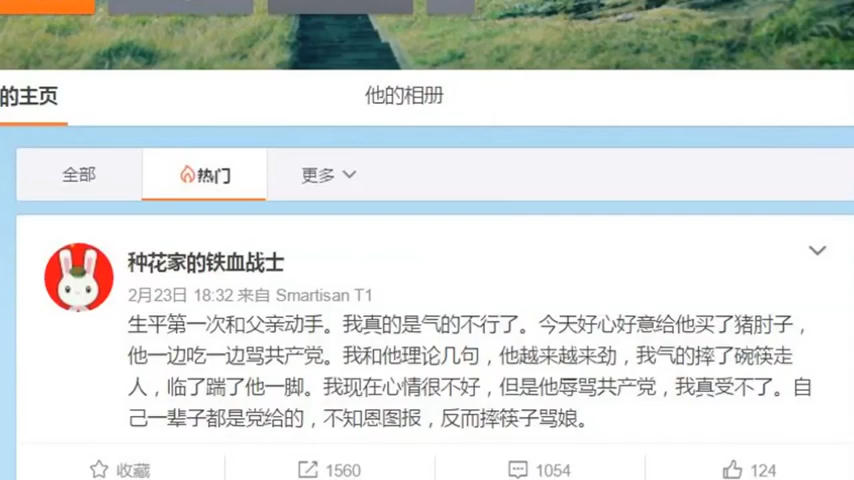 的主页
他的相册
全部
热门
更多
种花家的铁血战士
2月23日 18:32 来自 Smartisan T1
生平第一次和父亲动手。我真的是气的不行了。今天好心好意给他买了猪肘子，
他一边吃一边骂共产党。我和他理论几句，他越来越来劲，我气的摔了碗筷走
人，临了踹了他一脚。我现在心情很不好，但是他辱骂共产党，我真受不了。自
己一辈子都是党给的，不知恩图报，反而摔筷子骂娘。
收藏
1560
1054
124